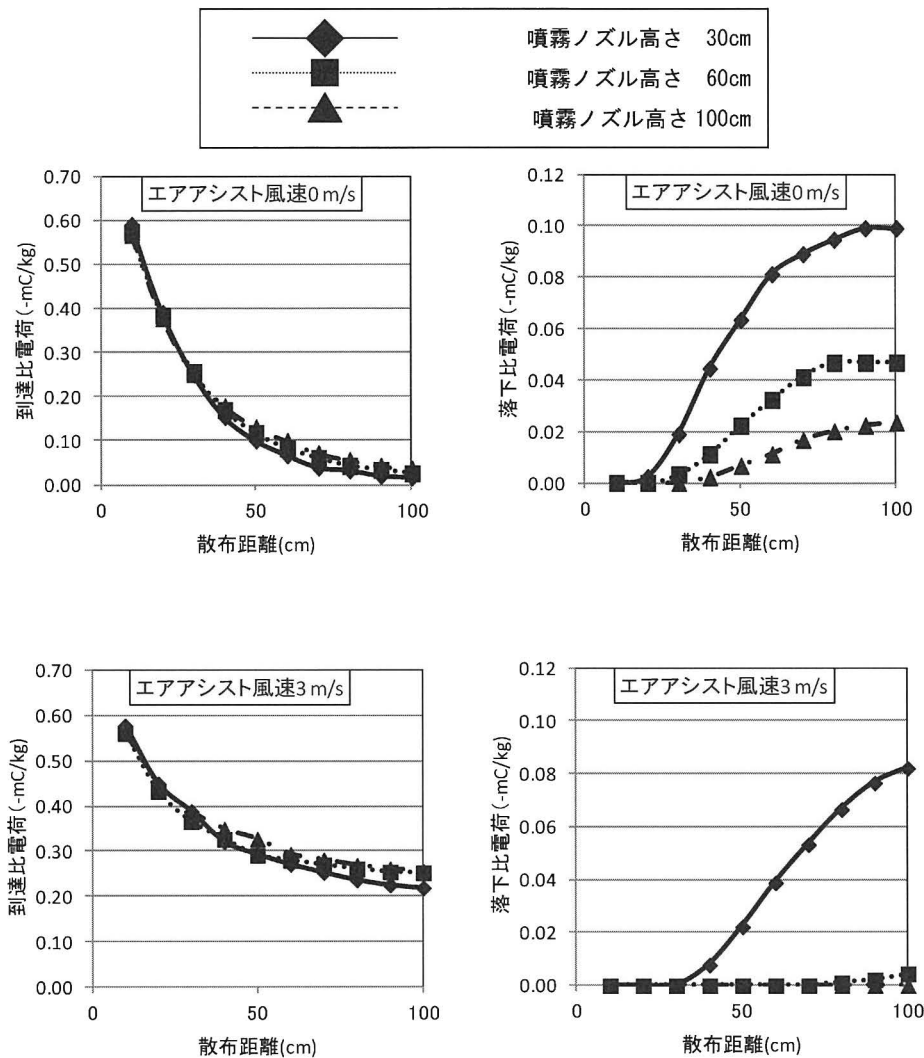 噴霧ノズル高さ 30cm
噴霧ノズル高さ 60cm
噴霧ノズル高さ 100cm
エアアシスト風速0 m/s
到達比電荷(-mC/kg)
0.70
0.60
0.50
0.40
0.30
0.20
0.10
0.00
0 50 100
散布距離(cm)
エアアシスト風速0 m/s
落下比電荷(-mC/kg)
0.12
0.10
0.08
0.06
0.04
0.02
0.00
0 50 100
散布距離(cm)
エアアシスト風速3 m/s
到達比電荷(-mC/kg)
0.70
0.60
0.50
0.40
0.30
0.20
0.10
0.00
0 50 100
散布距離(cm)
エアアシスト風速3 m/s
落下比電荷(-mC/kg)
0.12
0.10
0.08
0.06
0.04
0.02
0.00
0 50 100
散布距離(cm)